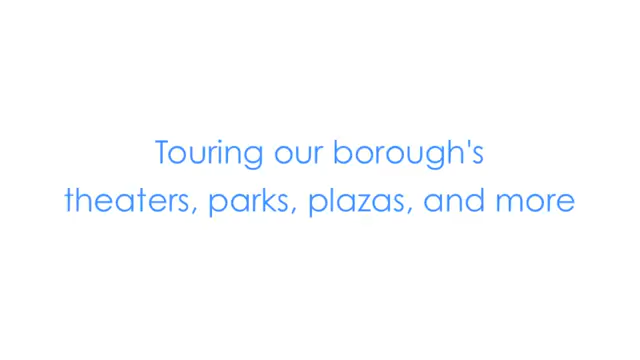 Touring our borough's
theaters, parks, plazas, and more